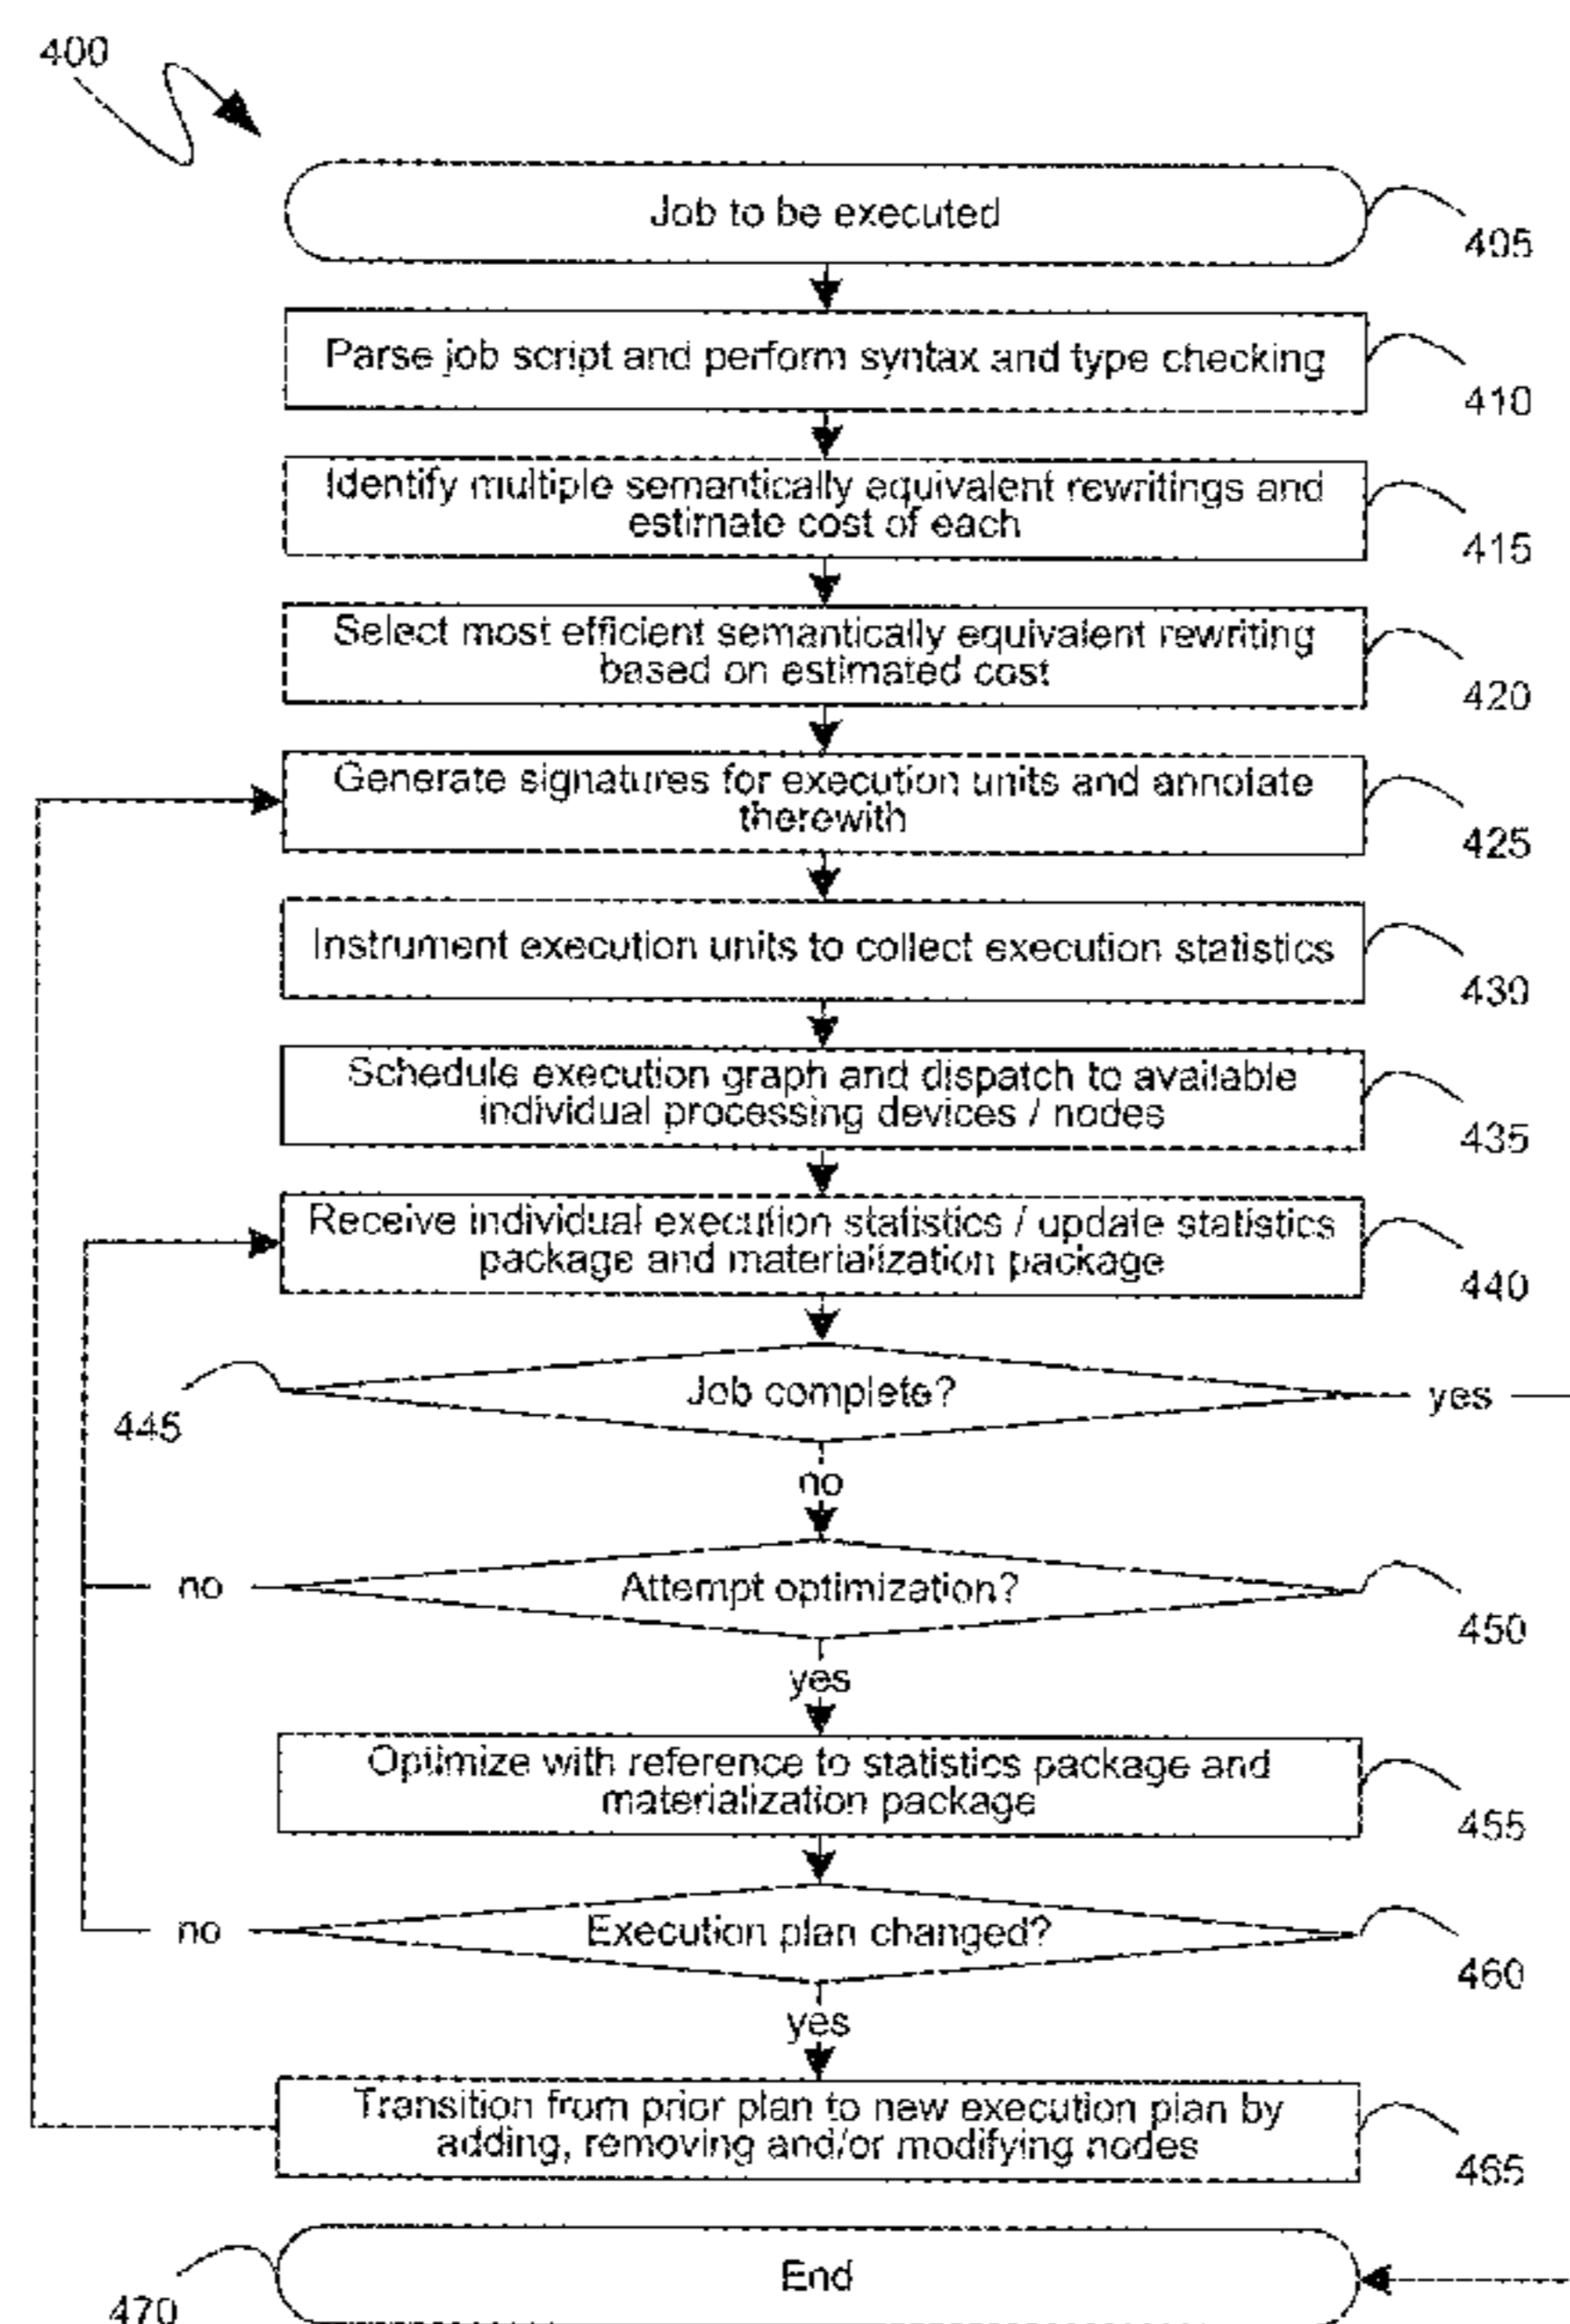 400
Job to be executed
405
Parse job script and perform syntax and type checking
410
Identify multiple semantically equivalent rewritings and
estimate cost of each
415
Select most efficient semantically equivalent rewriting
based on estimated cost
420
Generate signatures for execution units and annotate
therewith
425
Instrument execution units to collect execution statistics
430
Schedule execution graph and dispatch to available
individual processing devices / nodes
435
Receive individual execution statistics / update statistics
package and materialization package
440
Job complete?
yes
445
no
Attempt optimization?
no
450
yes
Optimize with reference to statistics package and
materialization package
455
Execution plan changed?
no
460
yes
Transition from prior plan to new execution plan by
adding, removing and/or modifying nodes
465
End
470